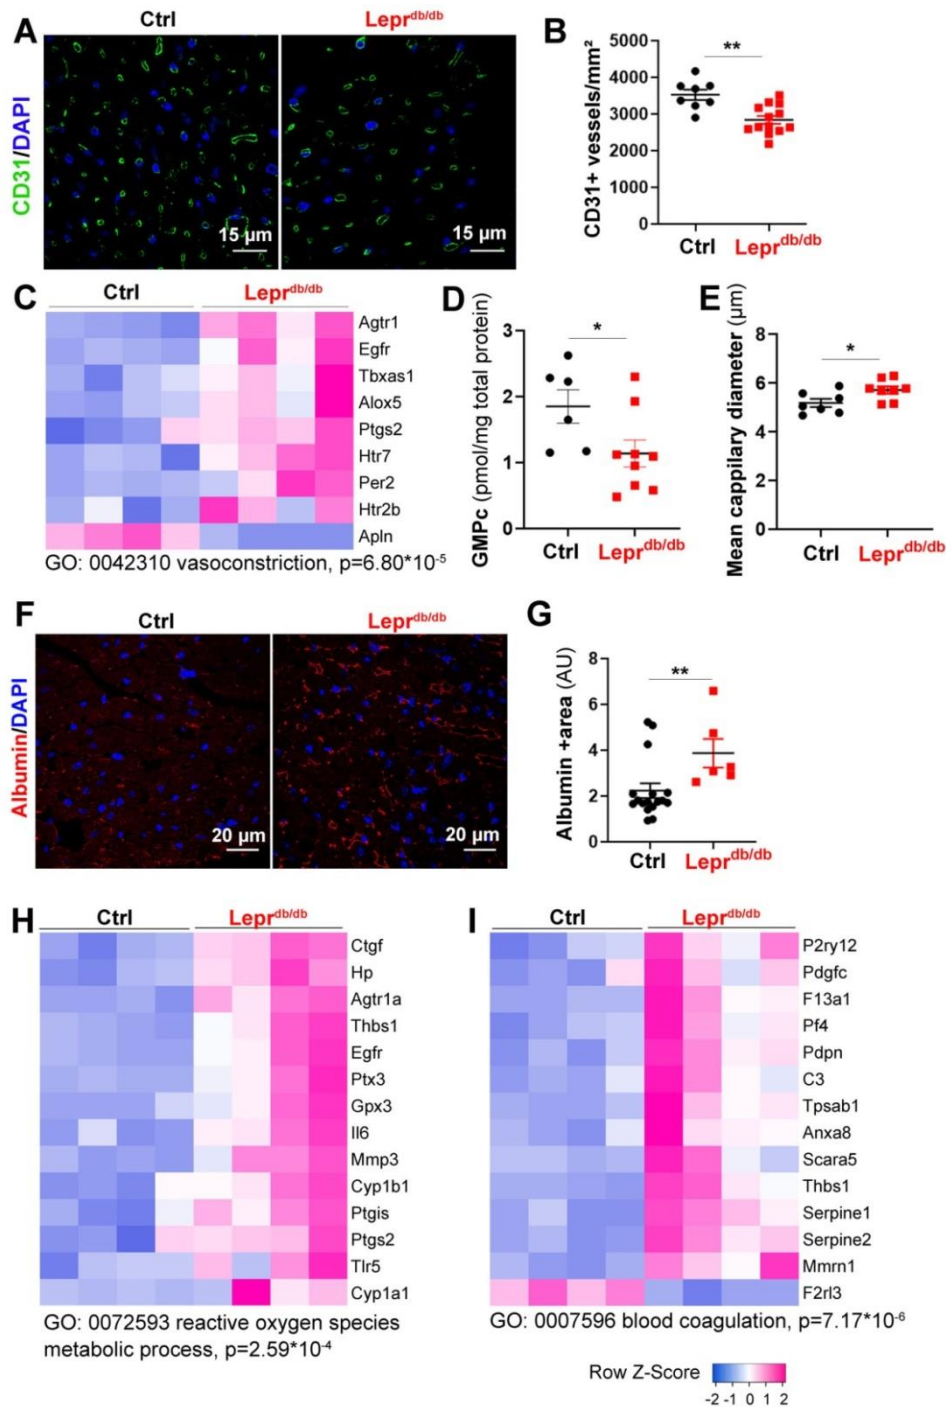 A
Ctrl
Lepr^db/db
CD31/DAPI
15 µm
15 µm
B
CD31+ vessels/mm²
5000
4000
3000
2000
1000
0
**
Ctrl
Lepr^db/db
C
Ctrl
Lepr^db/db
Agtr1
Egfr
Tbxas1
Alox5
Ptgs2
Htr7
Per2
Htr2b
Apln
GO: 0042310 vasoconstriction, p=6.80*10^-5
D
GMPc (pmol/mg total protein)
3
2
1
0
*
Ctrl
Lepr^db/db
E
Mean cappilary diameter (µm)
8
6
4
2
0
*
Ctrl
Lepr^db/db
F
Ctrl
Lepr^db/db
Albumin/DAPI
20 µm
20 µm
G
Albumin +area (AU)
8
6
4
2
0
**
Ctrl
Lepr^db/db
H
Ctrl
Lepr^db/db
Ctgf
Hp
Agtr1a
Thbs1
Egfr
Ptx3
Gpx3
Il6
Mmp3
Cyp1b1
Ptgis
Ptgs2
Tlr5
Cyp1a1
GO: 0072593 reactive oxygen species
metabolic process, p=2.59*10^-4
I
Ctrl
Lepr^db/db
P2ry12
Pdgfc
F13a1
Pf4
Pdpn
C3
Tpsab1
Anxa8
Scara5
Thbs1
Serpine1
Serpine2
Mmrn1
F2rl3
GO: 0007596 blood coagulation, p=7.17*10^-6
Row Z-Score
-2 -1 0 1 2